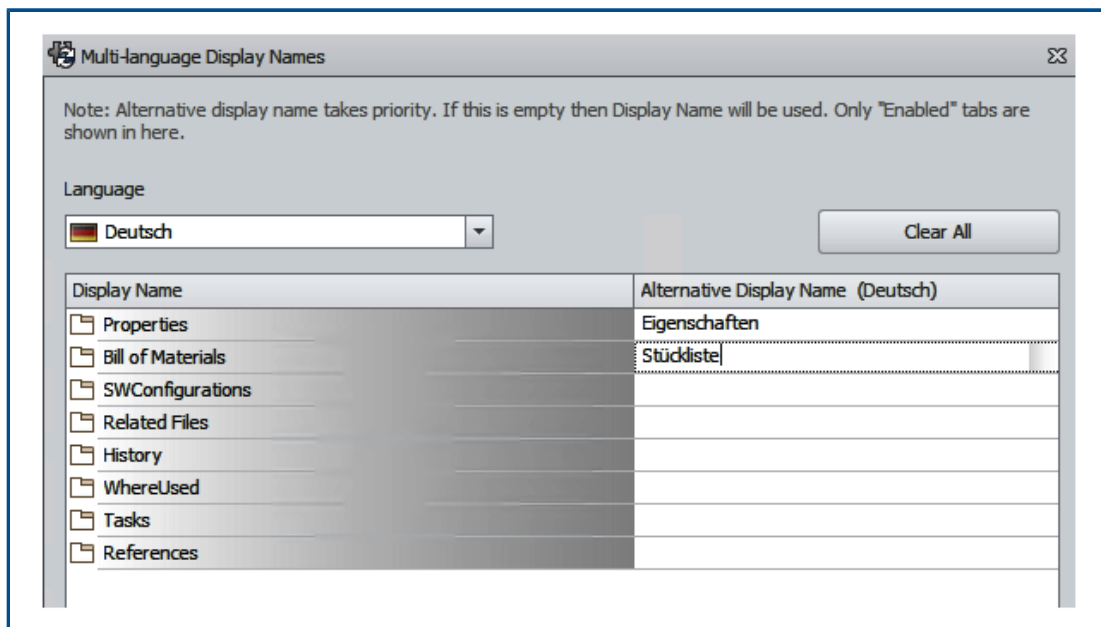 Multi-language Display Names
Note: Alternative display name takes priority. If this is empty then Display Name will be used. Only "Enabled" tabs are
shown in here.
Language
Deutsch
Clear All
Display Name Alternative Display Name (Deutsch)
Properties Eigenschaften
Bill of Materials Stückliste
SWConfigurations
Related Files
History
WhereUsed
Tasks
References